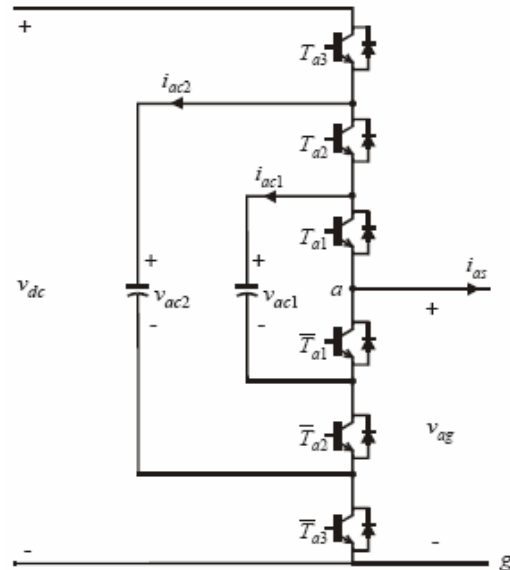 +
T_a3
i_ac2
T_a2
i_ac1
T_a1
+
+
i_as
v_dc
v_ac2
v_ac1
a
+
-
-
T̅_a1
T̅_a2
v_ag
T̅_a3
-
-
g